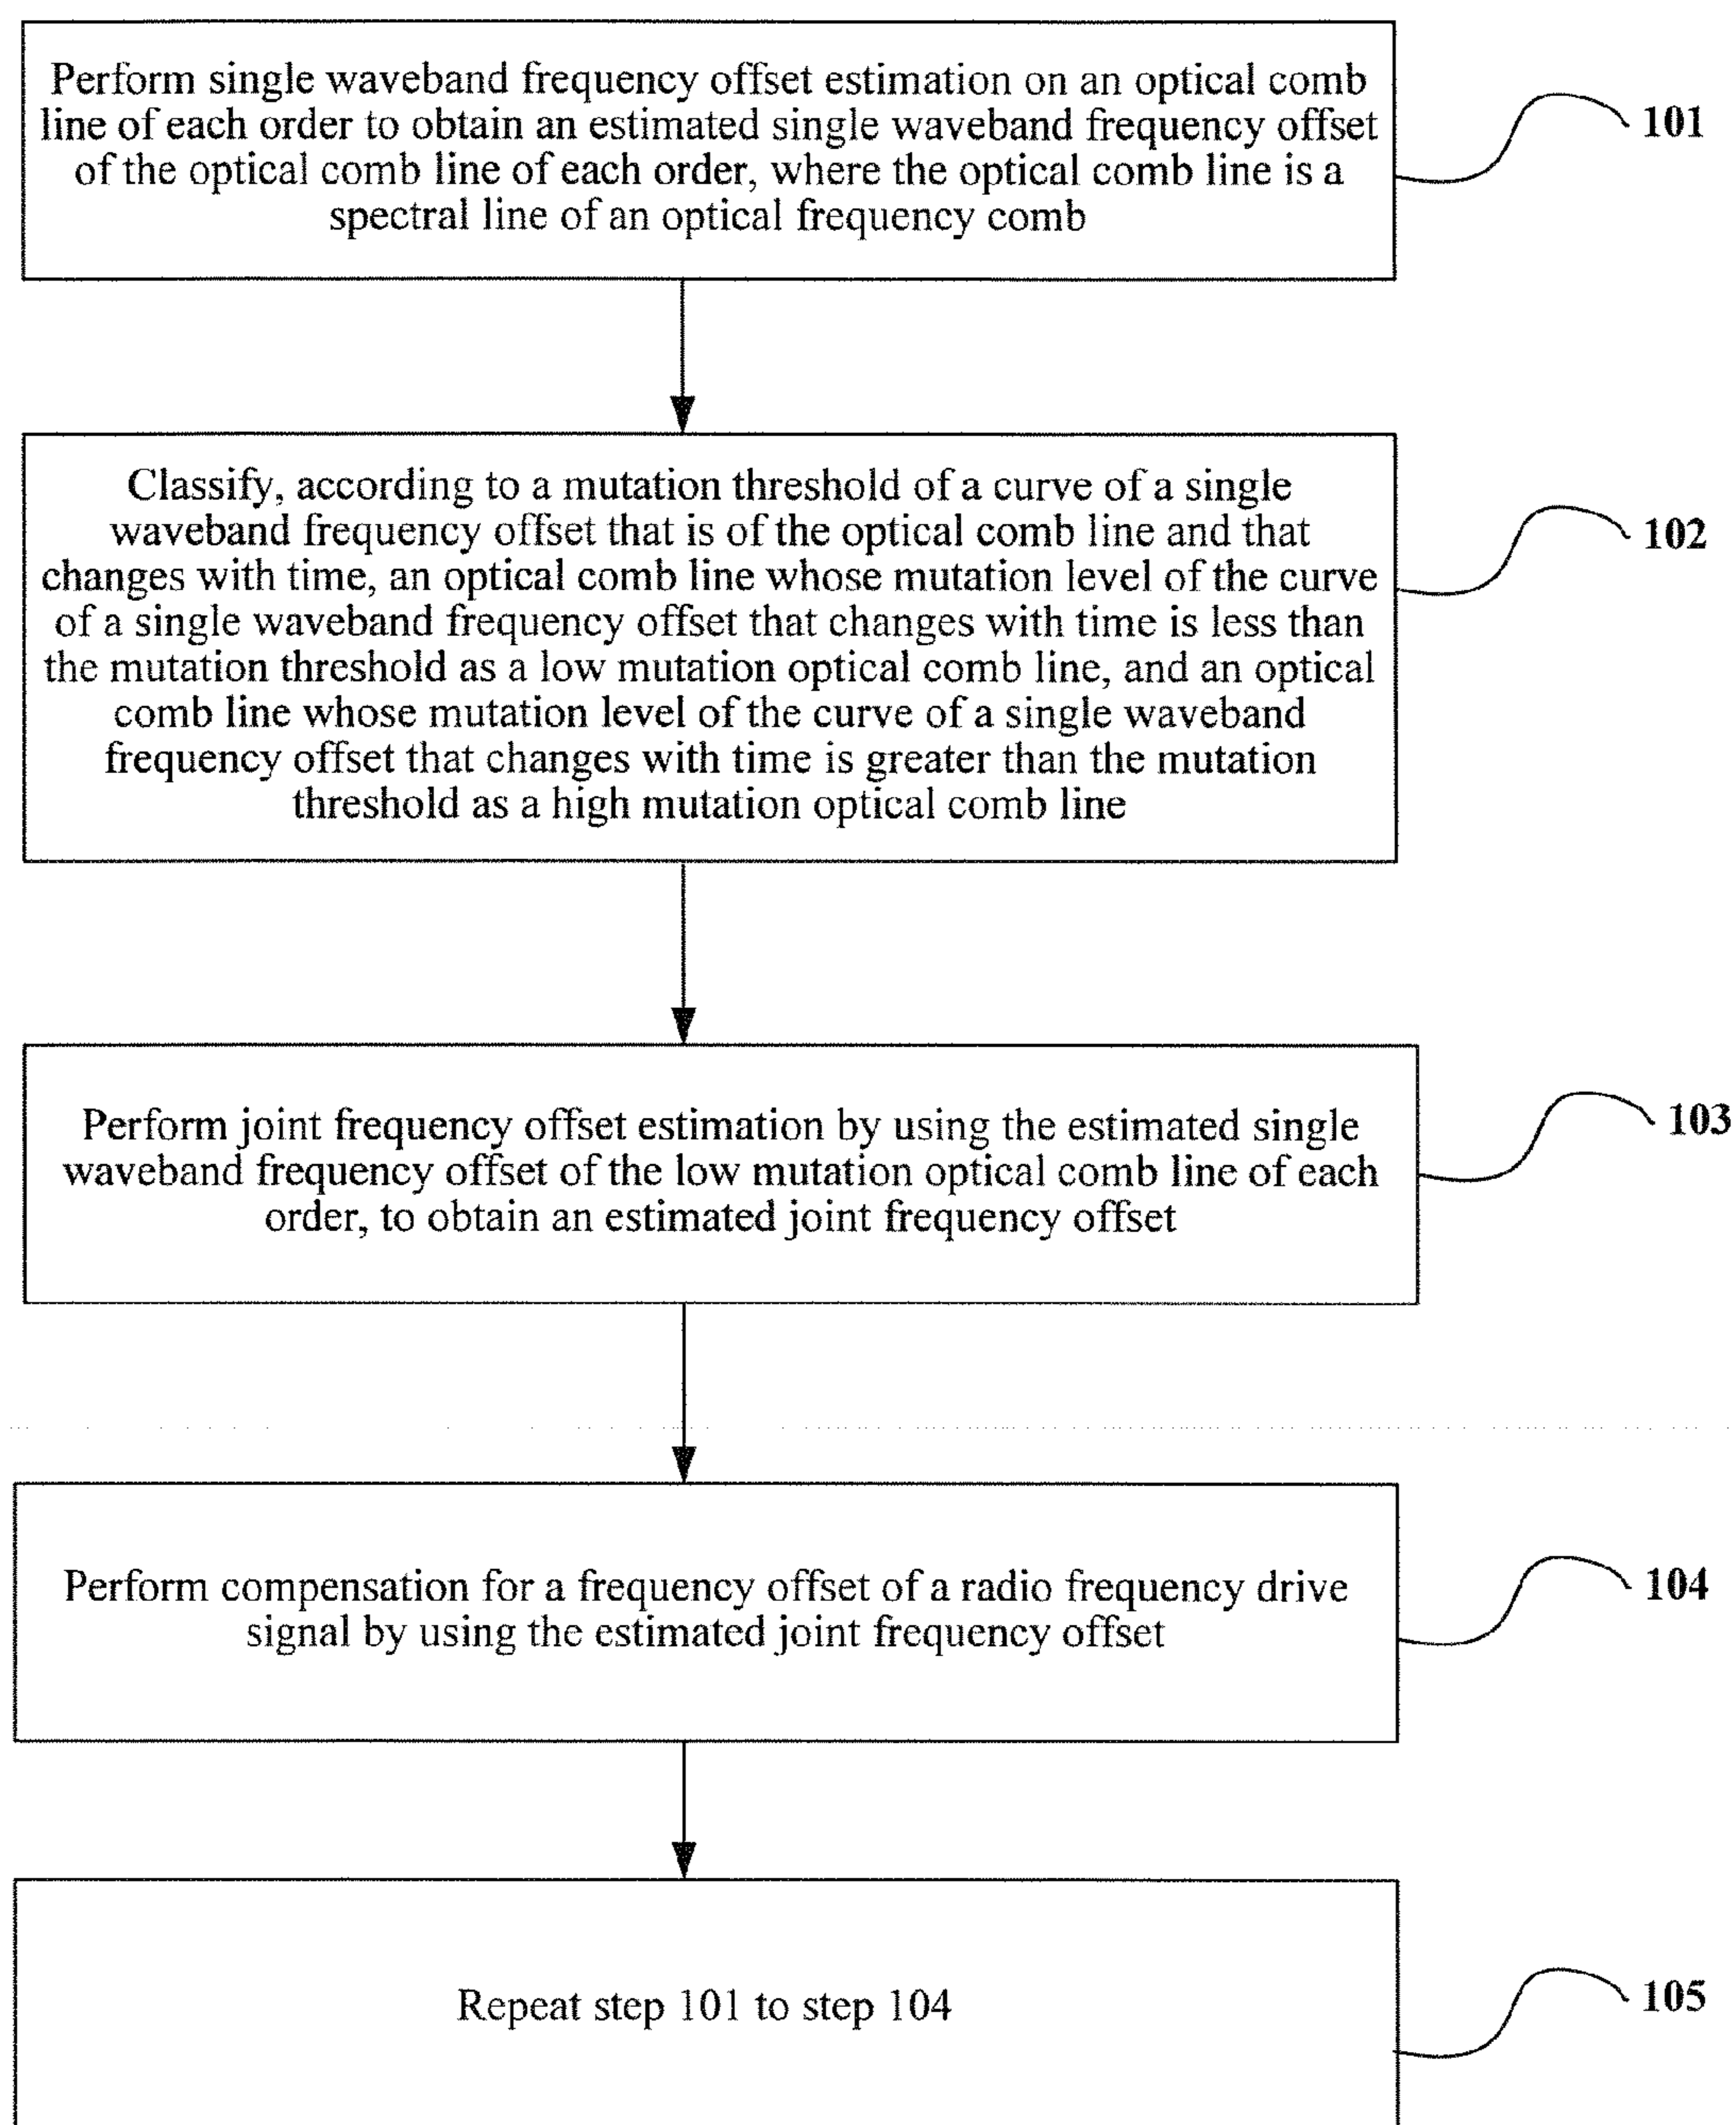 Perform single waveband frequency offset estimation on an optical comb
line of each order to obtain an estimated single waveband frequency offset
of the optical comb line of each order, where the optical comb line is a
spectral line of an optical frequency comb
101
Classify, according to a mutation threshold of a curve of a single
waveband frequency offset that is of the optical comb line and that
changes with time, an optical comb line whose mutation level of the curve
of a single waveband frequency offset that changes with time is less than
the mutation threshold as a low mutation optical comb line, and an optical
comb line whose mutation level of the curve of a single waveband
frequency offset that changes with time is greater than the mutation
threshold as a high mutation optical comb line
102
Perform joint frequency offset estimation by using the estimated single
waveband frequency offset of the low mutation optical comb line of each
order, to obtain an estimated joint frequency offset
103
Perform compensation for a frequency offset of a radio frequency drive
signal by using the estimated joint frequency offset
104
Repeat step 101 to step 104
105